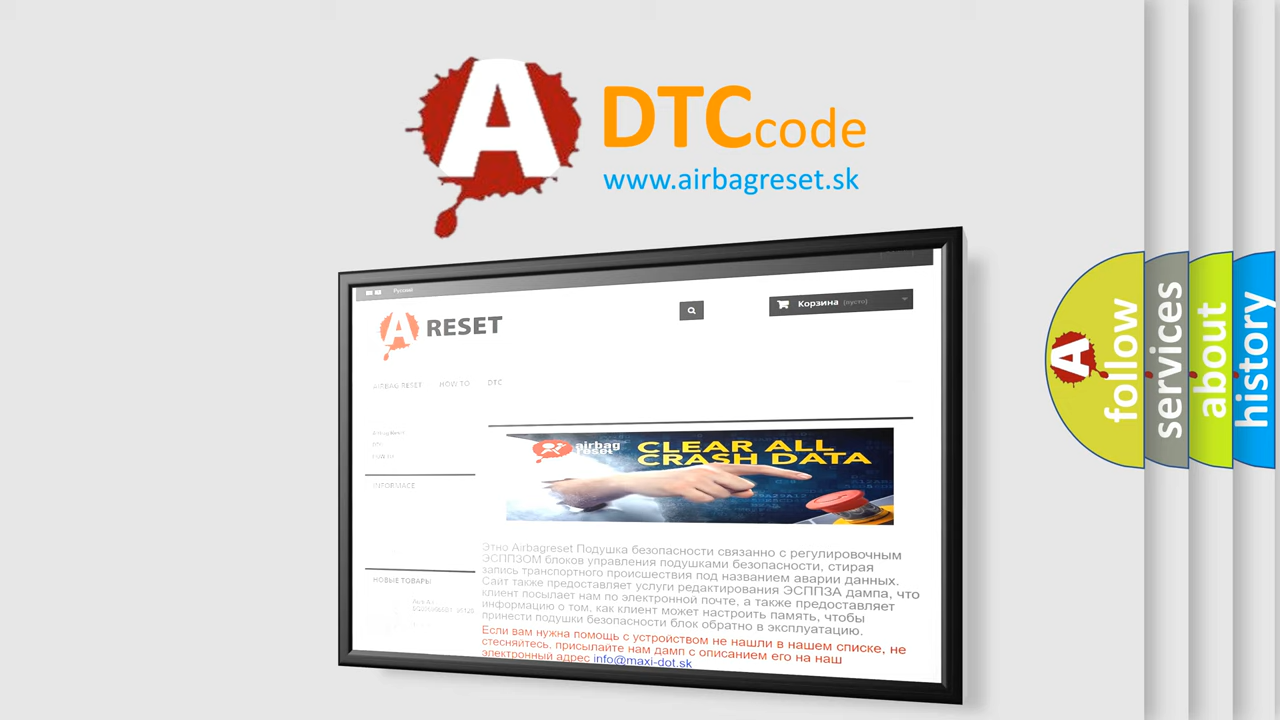 A DTC code
www.airbagreset.sk
Русский
A RESET
Корзина (пусто)
AIRBAG RESET HOW TO DTC
INFORMACE
airbag reset
CLEAR ALL
CRASH DATA
Этно Airbagreset Подушка безопасности связанно с регулировочным
ЭСППЗОМ блоков управления подушками безопасности, стирая
запись транспортного происшествия под названием аварии данных.
Сайт также предоставляет услуги редактирования ЭСППЗА дампа, что
клиент посылает нам по электронной почте, а также предоставляет
информацию о том, как клиент может настроить память, чтобы
принести подушки безопасности блок обратно в эксплуатацию.
Если вам нужна помощь с устройством не нашли в нашем списке, не
стесняйтесь, присылайте нам дамп с описанием его на наш
электронный адрес info@maxi-dot.sk
НОВЫЕ ТОВАРЫ
A follow
services
about
history